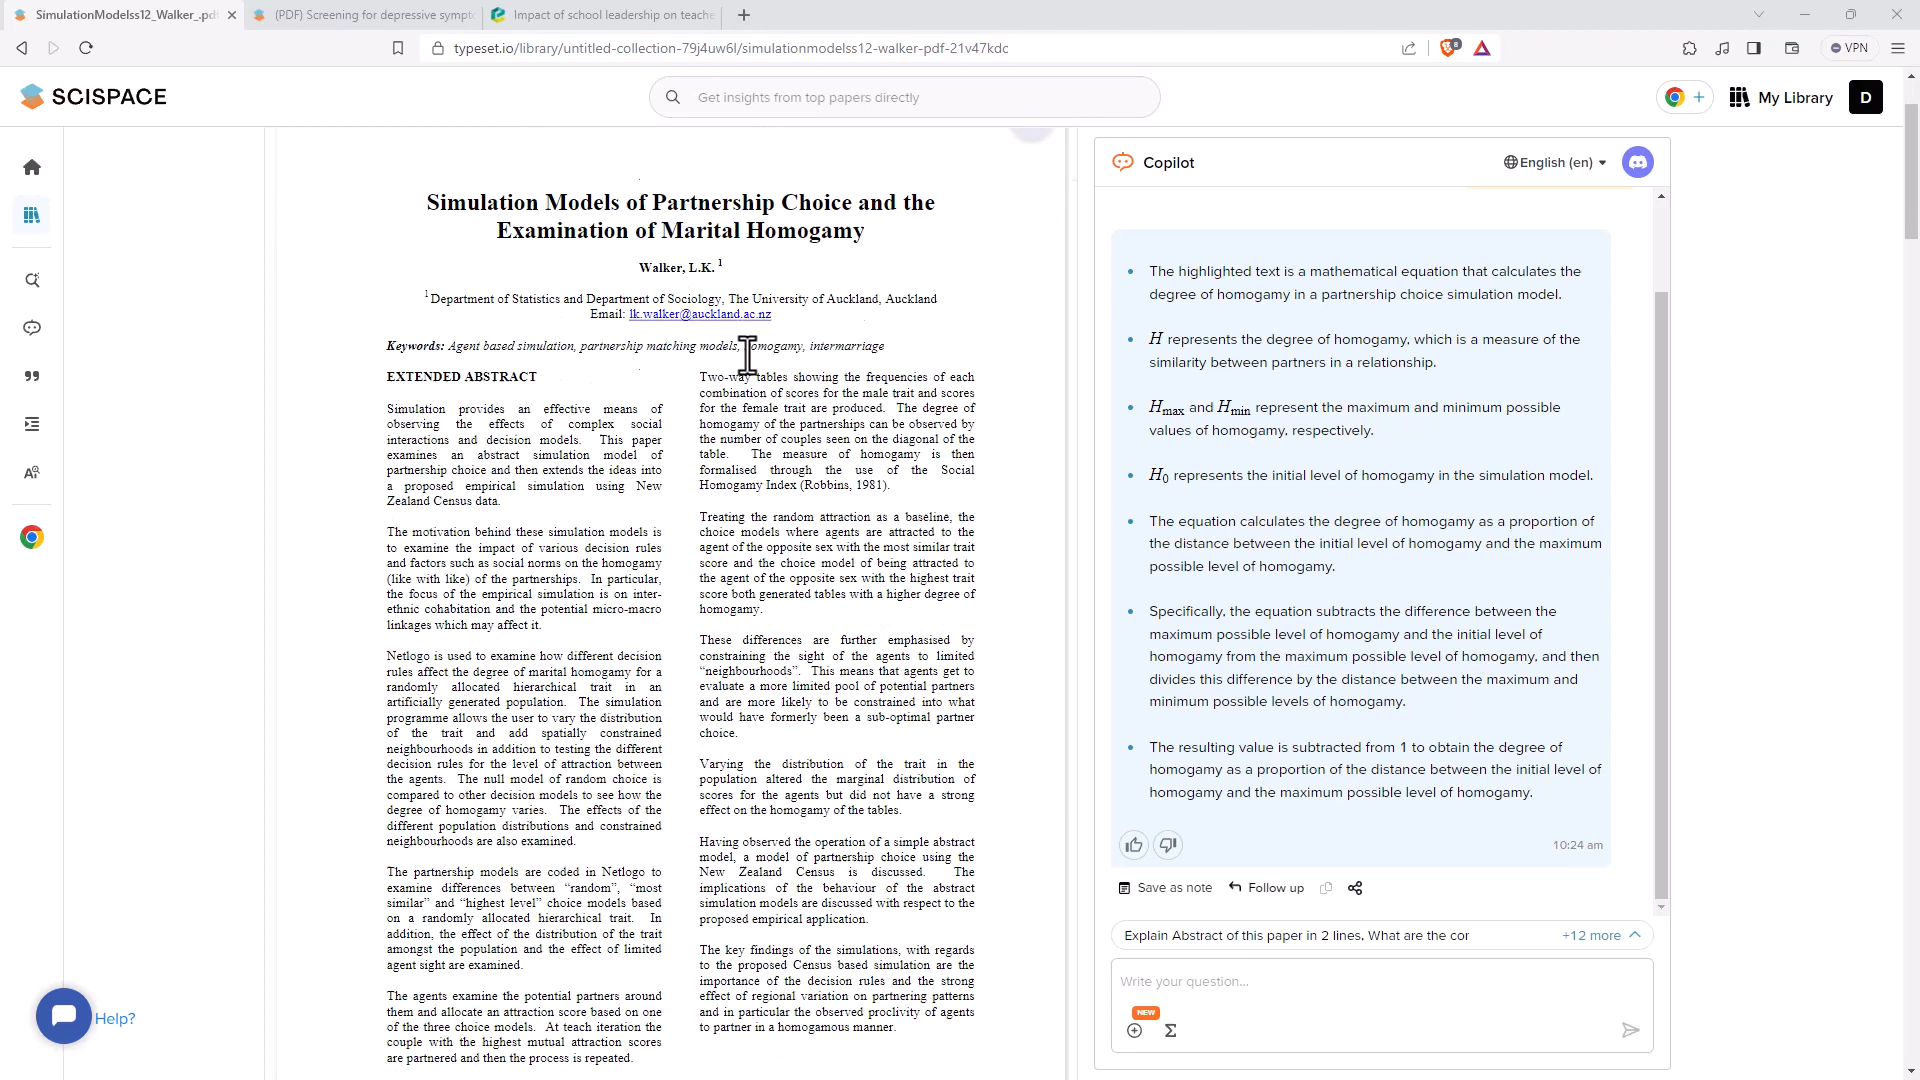 SimulationModelss12_Walker_.pd
(PDF) Screening for depressive sympt
Impact of school leadership on teache
typeset.io/library/untitled-collection-79j4uw6l/simulationmodelss12-walker-pdf-21v47kdc
8
VPN
SCISPACE
Get insights from top papers directly
My Library
D
Simulation Models of Partnership Choice and the
Examination of Marital Homogamy
Walker, L.K. 1
1 Department of Statistics and Department of Sociology, The University of Auckland, Auckland
Email: lk.walker@auckland.ac.nz
Keywords: Agent based simulation, partnership matching models, homogamy, intermarriage
EXTENDED ABSTRACT
Simulation provides an effective means of
observing the effects of complex social
interactions and decision models. This paper
examines an abstract simulation model of
partnership choice and then extends the ideas into
a proposed empirical simulation using New
Zealand Census data.
The motivation behind these simulation models is
to examine the impact of various decision rules
and factors such as social norms on the homogamy
(like with like) of the partnerships. In particular,
the focus of the empirical simulation is on inter-
ethnic cohabitation and the potential micro-macro
linkages which may affect it.
Netlogo is used to examine how different decision
rules affect the degree of marital homogamy for a
randomly allocated hierarchical trait in an
artificially generated population. The simulation
programme allows the user to vary the distribution
of the trait and add spatially constrained
neighbourhoods in addition to testing the different
decision rules for the level of attraction between
the agents. The null model of random choice is
compared to other decision models to see how the
degree of homogamy varies. The effects of the
different population distributions and constrained
neighbourhoods are also examined.
The partnership models are coded in Netlogo to
examine differences between “random”, “most
similar” and “highest level” choice models based
on a randomly allocated hierarchical trait. In
addition, the effect of the distribution of the trait
amongst the population and the effect of limited
agent sight are examined.
The agents examine the potential partners around
them and allocate an attraction score based on one
of the three choice models. At teach iteration the
couple with the highest mutual attraction scores
are partnered and then the process is repeated.
Two-way tables showing the frequencies of each
combination of scores for the male trait and scores
for the female trait are produced. The degree of
homogamy of the partnerships can be observed by
the number of couples seen on the diagonal of the
table. The measure of homogamy is then
formalised through the use of the Social
Homogamy Index (Robbins, 1981).
Treating the random attraction as a baseline, the
choice models where agents are attracted to the
agent of the opposite sex with the most similar trait
score and the choice model of being attracted to
the agent of the opposite sex with the highest trait
score both generated tables with a higher degree of
homogamy.
These differences are further emphasised by
constraining the sight of the agents to limited
“neighbourhoods”. This means that agents get to
evaluate a more limited pool of potential partners
and are more likely to be constrained into what
would have formerly been a sub-optimal partner
choice.
Varying the distribution of the trait in the
population altered the marginal distribution of
scores for the agents but did not have a strong
effect on the homogamy of the tables.
Having observed the operation of a simple abstract
model, a model of partnership choice using the
New Zealand Census is discussed. The
implications of the behaviour of the abstract
simulation models are discussed with respect to the
proposed empirical application.
The key findings of the simulations, with regards
to the proposed Census based simulation are the
importance of the decision rules and the strong
effect of regional variation on partnering patterns
and in particular the observed proclivity of agents
to partner in a homogamous manner.
Copilot
English (en)
The highlighted text is a mathematical equation that calculates the
degree of homogamy in a partnership choice simulation model.
H represents the degree of homogamy, which is a measure of the
similarity between partners in a relationship.
Hmax and Hmin represent the maximum and minimum possible
values of homogamy, respectively.
H0 represents the initial level of homogamy in the simulation model.
The equation calculates the degree of homogamy as a proportion of
the distance between the initial level of homogamy and the maximum
possible level of homogamy.
Specifically, the equation subtracts the difference between the
maximum possible level of homogamy and the initial level of
homogamy from the maximum possible level of homogamy, and then
divides this difference by the distance between the maximum and
minimum possible levels of homogamy.
The resulting value is subtracted from 1 to obtain the degree of
homogamy as a proportion of the distance between the initial level of
homogamy and the maximum possible level of homogamy.
10:24 am
Save as note
Follow up
Explain Abstract of this paper in 2 lines, What are the cor
+12 more
Write your question...
NEW
Help?